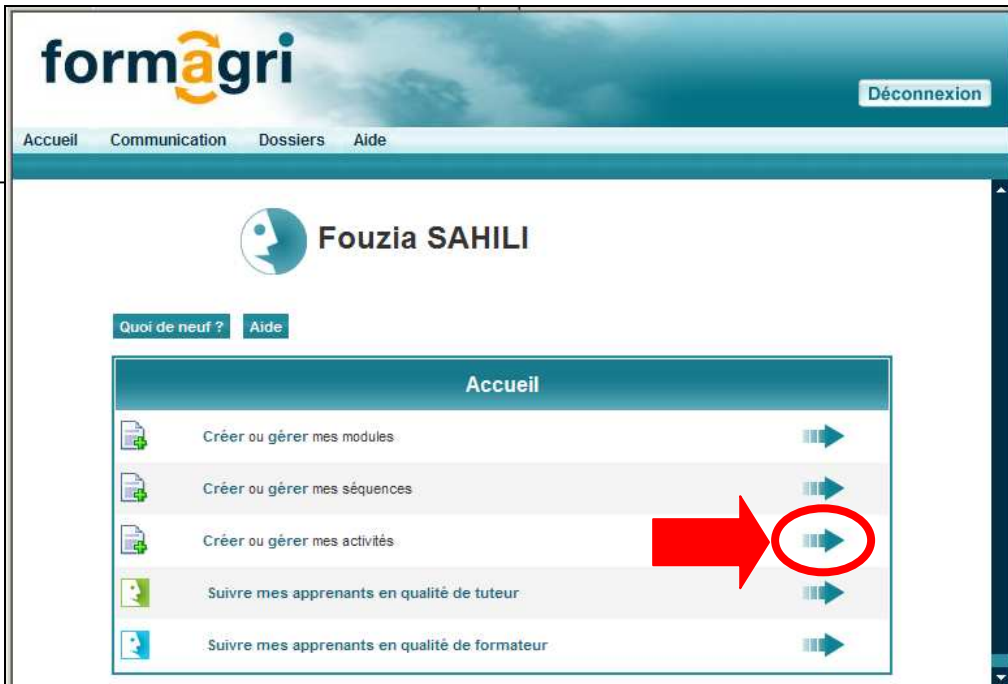 formagri
Déconnexion
Accueil Communication Dossiers Aide
Fouzia SAHILI
Quoi de neuf ? Aide
Accueil
Créer ou gérer mes modules
Créer ou gérer mes séquences
Créer ou gérer mes activités
Suivre mes apprenants en qualité de tuteur
Suivre mes apprenants en qualité de formateur